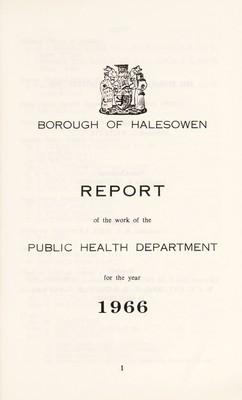 BOROUGH OF HALESOWEN
REPORT
of the work of the
PUBLIC HEALTH DEPARTMENT
for the year
1966
1